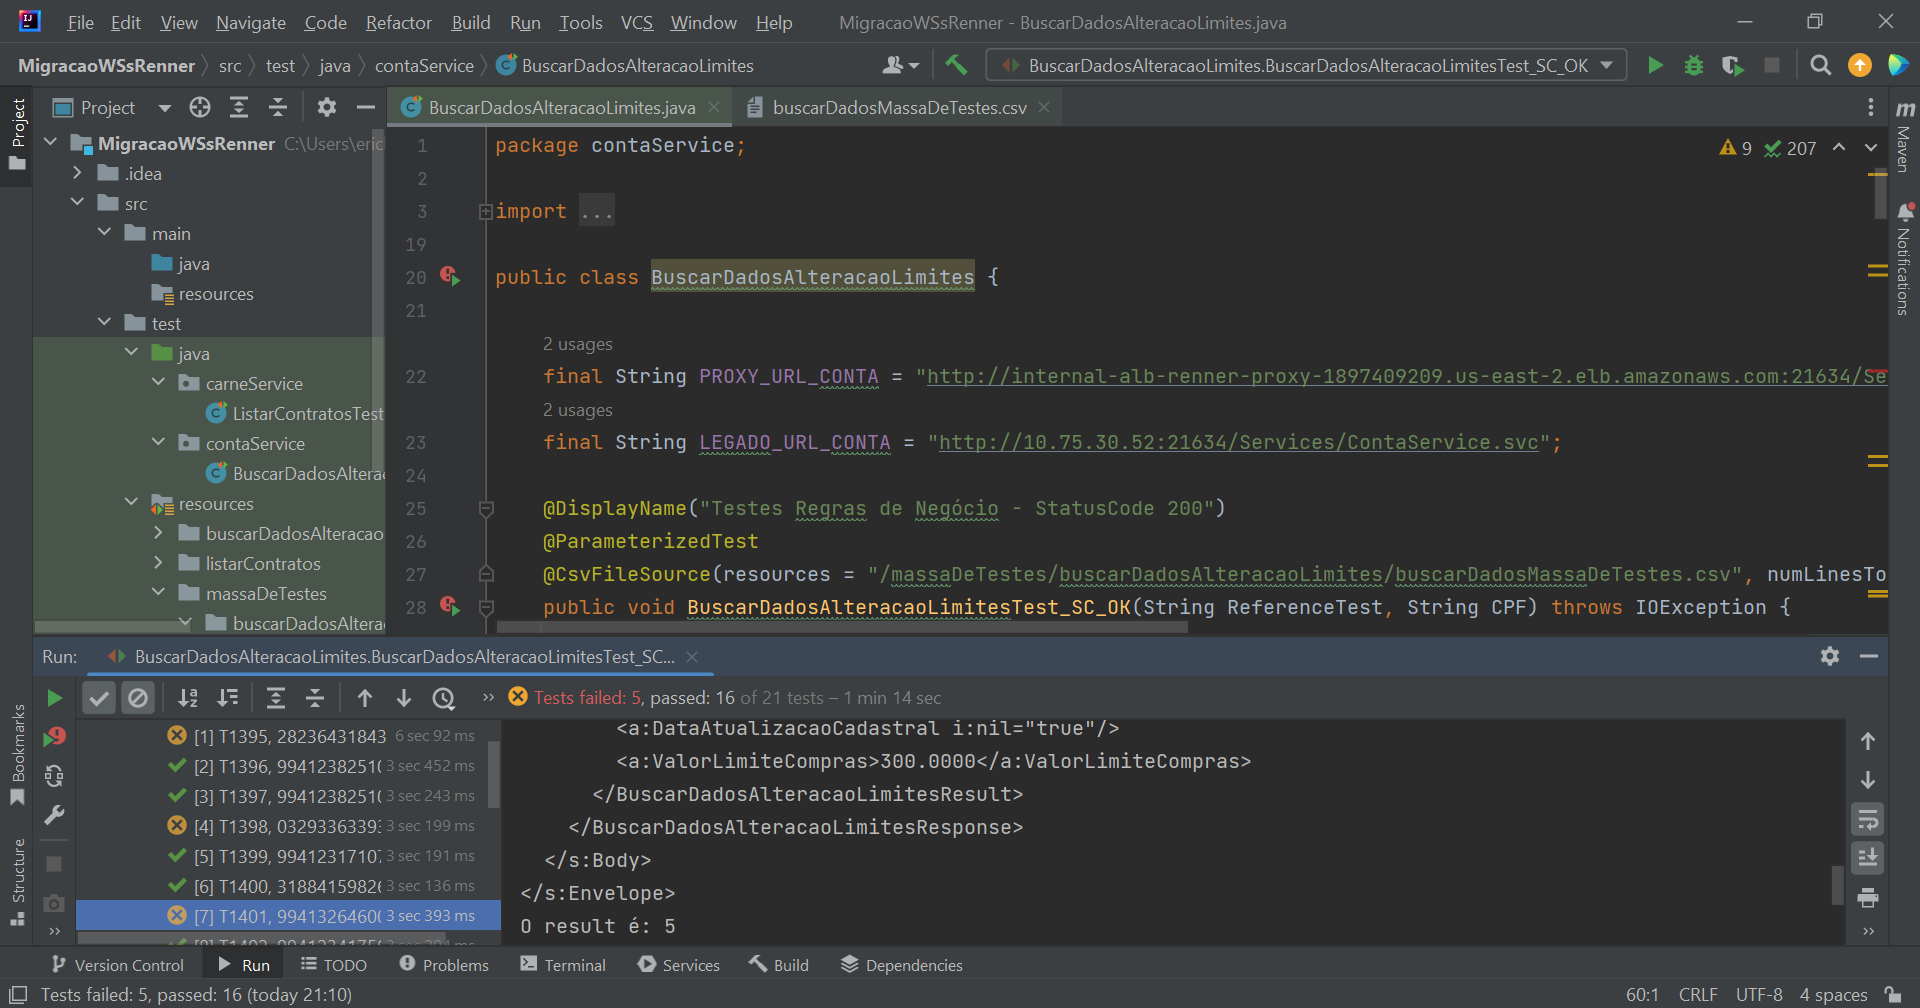 File Edit View Navigate Code Refactor Build Run Tools VCS Window Help MigracaoWSsRenner - BuscarDadosAlteracaoLimites.java
MigracaoWSsRenner src test java contaService BuscarDadosAlteracaoLimites BuscarDadosAlteracaoLimites.BuscarDadosAlteracaoLimitesTest_SC_OK
Project
Project
BuscarDadosAlteracaoLimites.java
buscarDadosMassaDeTestes.csv
MigracaoWSsRenner C:\Users\eric
.idea
src
main
java
resources
test
java
carneService
ListarContratosTest
contaService
BuscarDadosAltera
resources
buscarDadosAlteracao
listarContratos
massaDeTestes
buscarDadosAltera
9 207
1 package contaService;
2
3 import ...
19
20 public class BuscarDadosAlteracaoLimites {
21
2 usages
22 final String PROXY_URL_CONTA = "http://internal-alb-renner-proxy-1897409209.us-east-2.elb.amazonaws.com:21634/Se
2 usages
23 final String LEGADO_URL_CONTA = "http://10.75.30.52:21634/Services/ContaService.svc";
24
25 @DisplayName("Testes Regras de Negócio - StatusCode 200")
26 @ParameterizedTest
27 @CsvFileSource(resources = "/massaDeTestes/buscarDadosAlteracaoLimites/buscarDadosMassaDeTestes.csv", numLinesTo
28 public void BuscarDadosAlteracaoLimitesTest_SC_OK(String ReferenceTest, String CPF) throws IOException {
m
Maven
Notifications
Run: BuscarDadosAlteracaoLimites.BuscarDadosAlteracaoLimitesTest_SC...
Tests failed: 5, passed: 16 of 21 tests – 1 min 14 sec
[1] T1395, 28236431843 6 sec 92 ms
[2] T1396, 9941238251 3 sec 452 ms
[3] T1397, 9941238251 3 sec 243 ms
[4] T1398, 0329336339 3 sec 199 ms
[5] T1399, 9941231710 3 sec 191 ms
[6] T1400, 3188415982 3 sec 136 ms
[7] T1401, 9941326460 3 sec 393 ms
<a:DataAtualizacaoCadastral i:nil="true"/>
<a:ValorLimiteCompras>300.0000</a:ValorLimiteCompras>
</BuscarDadosAlteracaoLimitesResult>
</BuscarDadosAlteracaoLimitesResponse>
</s:Body>
</s:Envelope>
O result é: 5
Bookmarks
Structure
Version Control Run TODO Problems Terminal Services Build Dependencies
Tests failed: 5, passed: 16 (today 21:10) 60:1 CRLF UTF-8 4 spaces